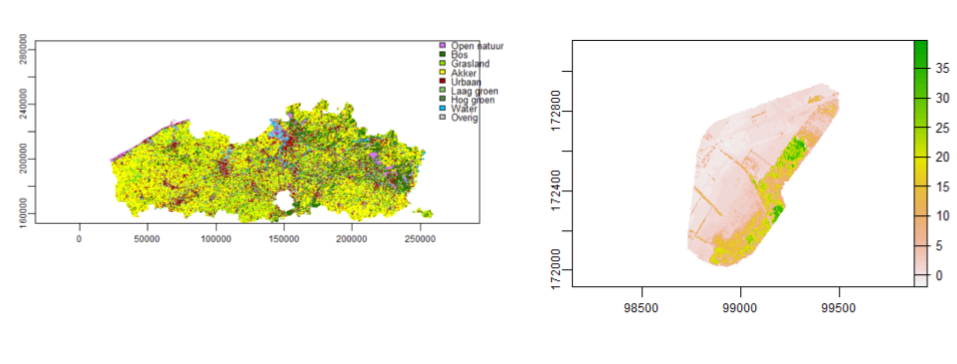 280000
240000
200000
160000
0
50000
100000
150000
200000
250000
Open natuur
Bos
Grasland
Akker
Urbaan
Laag groen
Hog groen
Water
Overig
172800
172400
172000
98500
99000
99500
35
30
25
20
15
10
5
0